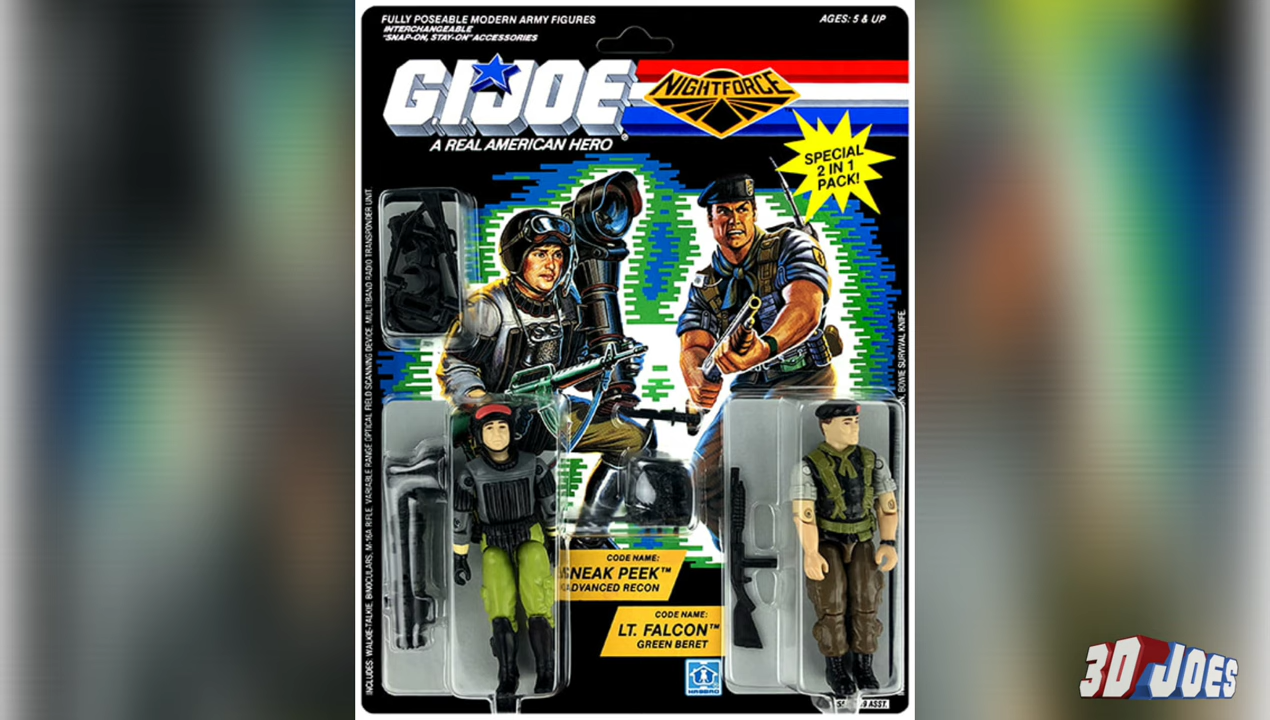 FULLY POSEABLE MODERN ARMY FIGURES
INTERCHANGEABLE
"SNAP-ON, STAY-ON" ACCESSORIES
AGES: 5 & UP
G.I. JOE
A REAL AMERICAN HERO
NIGHTFORCE
SPECIAL
2 IN 1
PACK!
INCLUDES: WALKIE-TALKIE, BINOCULARS, M-16A RIFLE, VARIABLE RANGE OPTICAL FIELD SCANNING DEVICE, MULTIBAND RADIO TRANSPONDER UNIT.
BOWIE SURVIVAL KNIFE.
CODE NAME:
SNEAK PEEK™
ADVANCED RECON
CODE NAME:
LT. FALCON™
GREEN BERET
HASBRO
ASST.
3D JOES